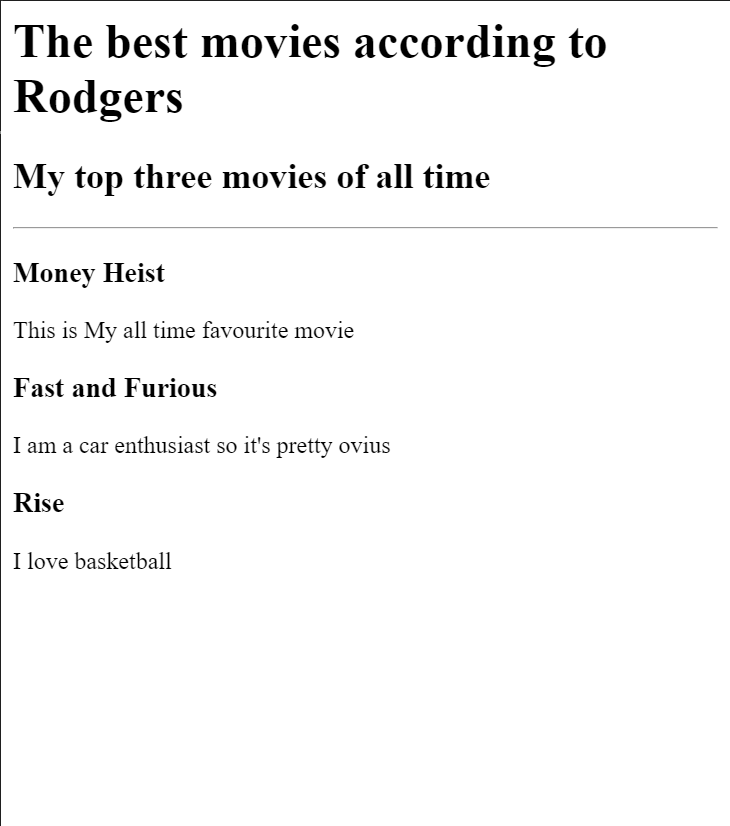 The best movies according to
Rodgers
My top three movies of all time
Money Heist
This is My all time favourite movie
Fast and Furious
I am a car enthusiast so it's pretty ovius
Rise
I love basketball